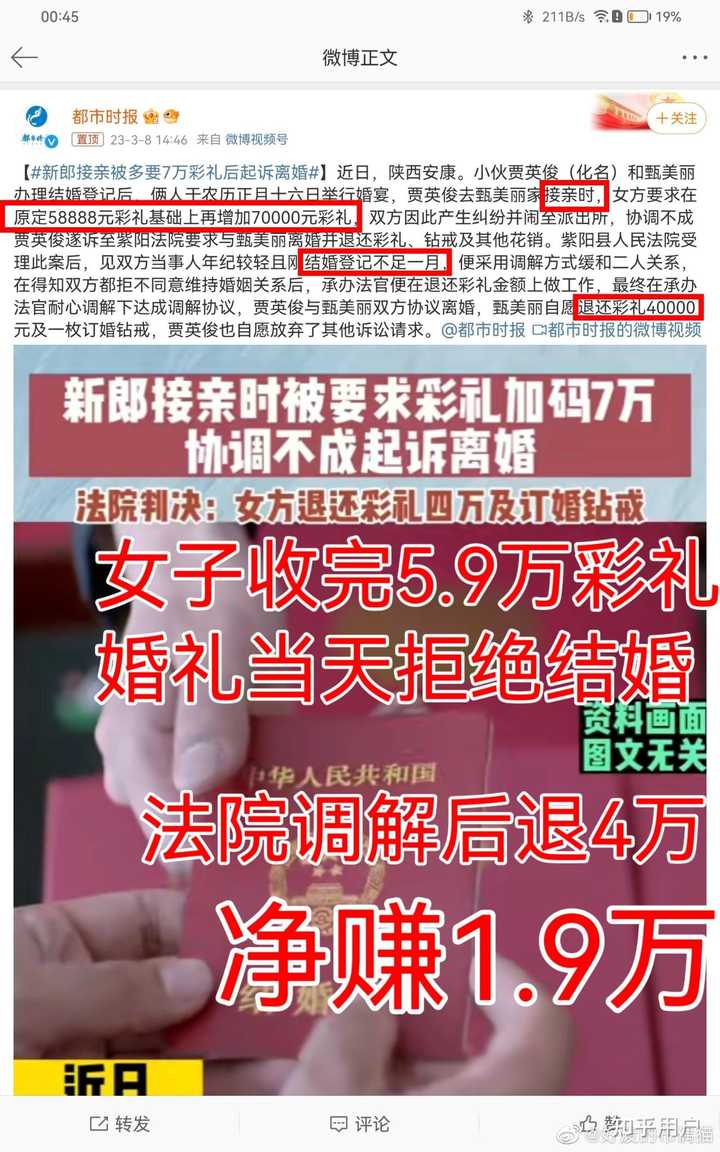 00:45
211B/s
19%
微博正文
都市时报
置顶 23-3-8 14:46 来自 微博视频号
十关注
【#新郎接亲被多要7万彩礼后起诉离婚#】近日，陕西安康。小伙贾英俊（化名）和甄美丽
办理结婚登记后，俩人于农历正月十六日举行婚宴，贾英俊去甄美丽家接亲时，女方要求在
原定58888元彩礼基础上再增加70000元彩礼，双方因此产生纠纷并闹至派出所，协调不成
贾英俊遂诉至紫阳法院要求与甄美丽离婚并退还彩礼、钻戒及其他花销。紫阳县人民法院受
理此案后，见双方当事人年纪较轻且刚结婚登记不足一月，便采用调解方式缓和二人关系，
在得知双方都拒不同意维持婚姻关系后，承办法官便在退还彩礼金额上做工作，最终在承办
法官耐心调解下达成调解协议，贾英俊与甄美丽双方协议离婚，甄美丽自愿退还彩礼40000
元及一枚订婚钻戒，贾英俊也自愿放弃了其他诉讼请求。@都市时报 都市时报的微博视频
新郎接亲时被要求彩礼加码7万
协调不成起诉离婚
法院判决：女方退还彩礼四万及订婚钻戒
女子收完5.9万彩礼
婚礼当天拒绝结婚
资料画面
图文无关
中华人民共和国
法院调解后退4万
净赚1.9万
结婚
近日
转发
评论
赞
知乎用户